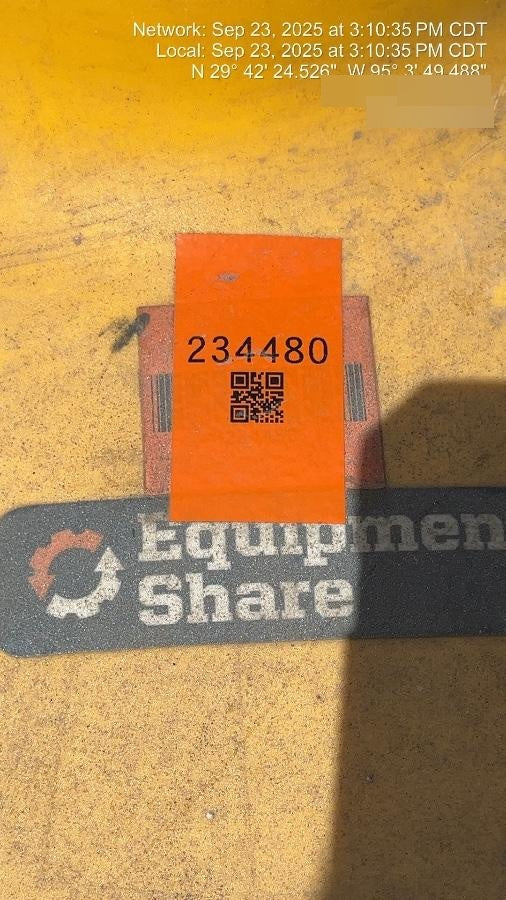 Network: Sep 23, 2025 at 3:10:35 PM CDT
Local: Sep 23, 2025 at 3:10:35 PM CDT
N 29° 42' 24.526", W 95° 3' 49.488"
234480
Equipmen
Share